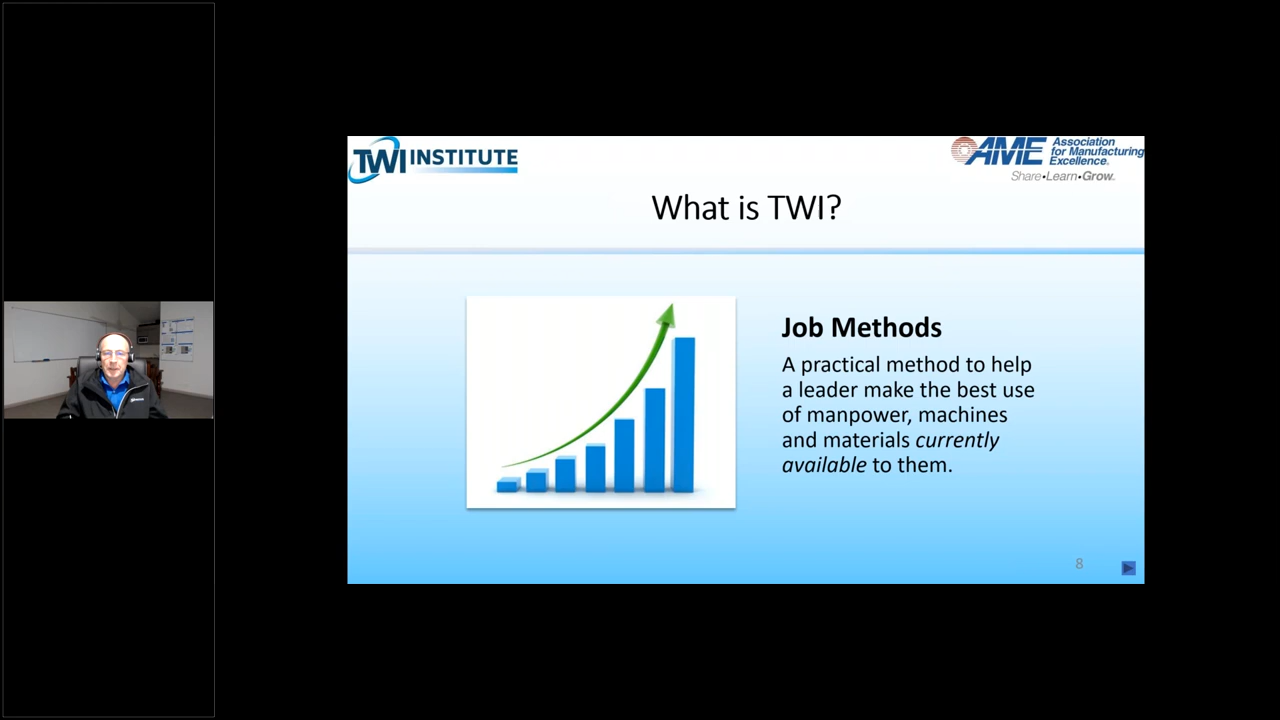 TWI INSTITUTE
AME Association
for Manufacturing
Excellence.
Share•Learn•Grow.
What is TWI?
Job Methods
A practical method to help
a leader make the best use
of manpower, machines
and materials currently
available to them.
8